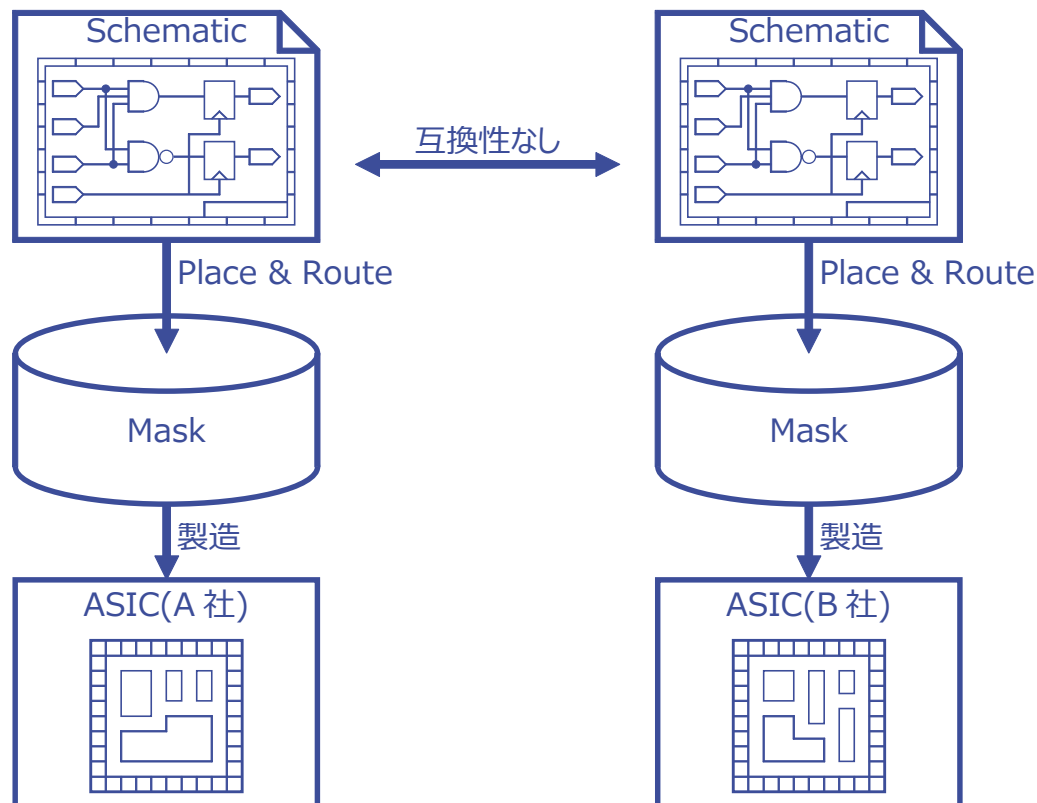 Schematic
Schematic
互換性なし
Place & Route
Place & Route
Mask
Mask
製造
製造
ASIC(A 社)
ASIC(B 社)